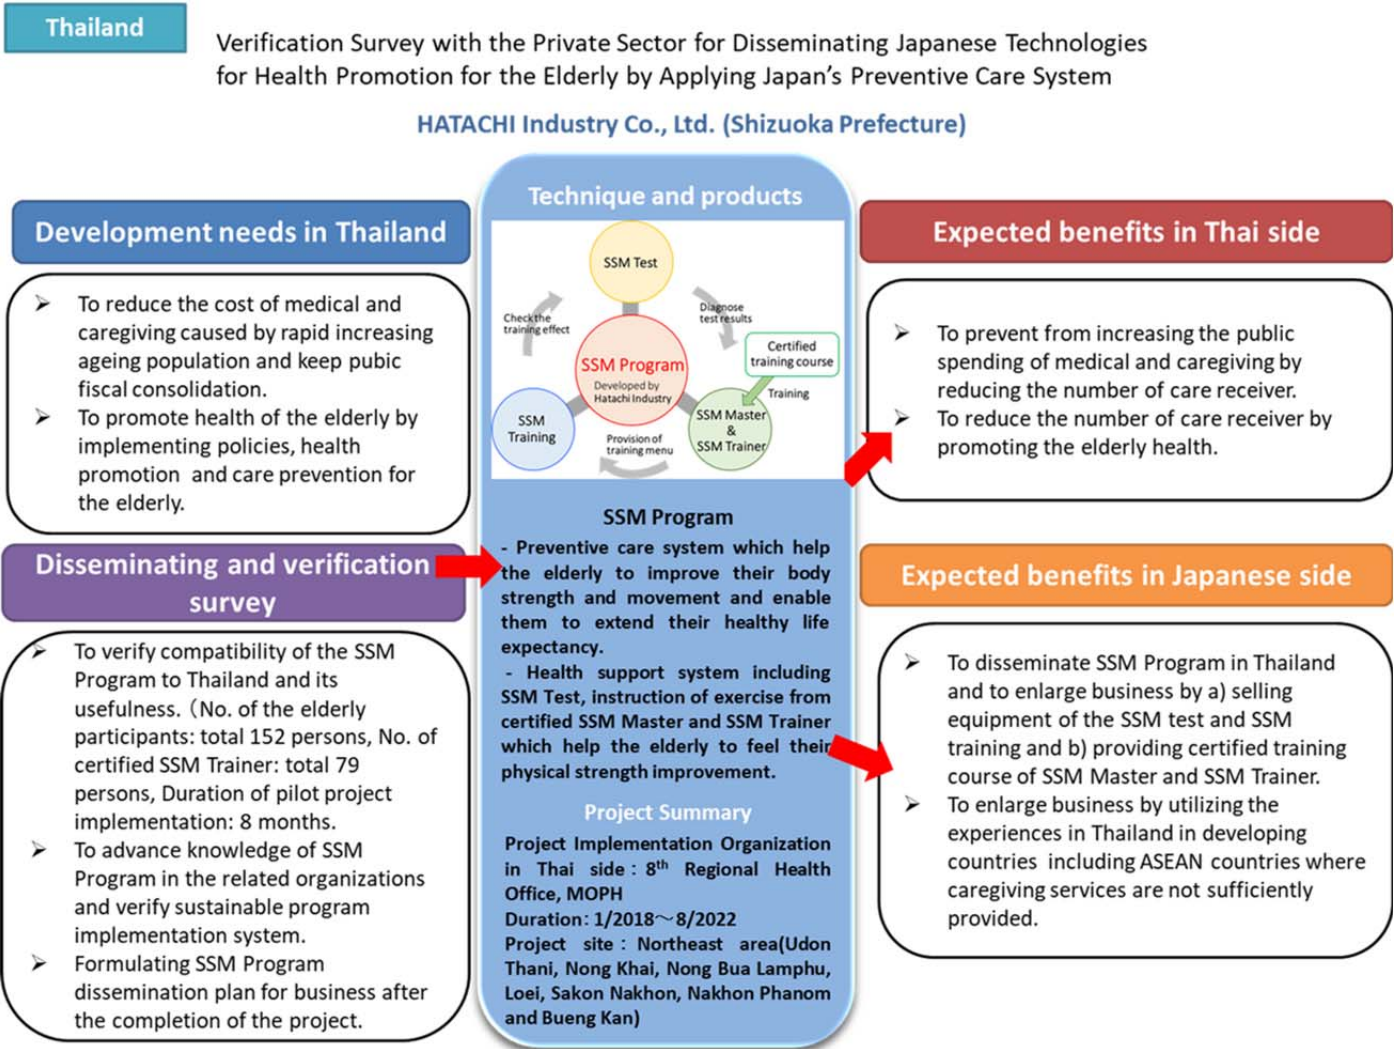 Thailand
Verification Survey with the Private Sector for Disseminating Japanese Technologies
for Health Promotion for the Elderly by Applying Japan's Preventive Care System
HATACHI Industry Co., Ltd. (Shizuoka Prefecture)
Development needs in Thailand
➢ To reduce the cost of medical and
caregiving caused by rapid increasing
ageing population and keep pubic
fiscal consolidation.
➢ To promote health of the elderly by
implementing policies, health
promotion and care prevention for
the elderly.
Disseminating and verification
survey
➢ To verify compatibility of the SSM
Program to Thailand and its
usefulness.（No. of the elderly
participants: total 152 persons, No. of
certified SSM Trainer: total 79
persons, Duration of pilot project
implementation: 8 months.
➢ To advance knowledge of SSM
Program in the related organizations
and verify sustainable program
implementation system.
➢ Formulating SSM Program
dissemination plan for business after
the completion of the project.
Technique and products
SSM Test
Check the
training effect
Diagnose
test results
Certified
training course
SSM Program
Developed by
Hatachi Industry
Training
SSM
Training
SSM Master
&
SSM Trainer
Provision of
training menu
SSM Program
- Preventive care system which help
the elderly to improve their body
strength and movement and enable
them to extend their healthy life
expectancy.
- Health support system including
SSM Test, instruction of exercise from
certified SSM Master and SSM Trainer
which help the elderly to feel their
physical strength improvement.
Project Summary
Project Implementation Organization
in Thai side：8th Regional Health
Office, MOPH
Duration: 1/2018～8/2022
Project site：Northeast area(Udon
Thani, Nong Khai, Nong Bua Lamphu,
Loei, Sakon Nakhon, Nakhon Phanom
and Bueng Kan)
Expected benefits in Thai side
➢ To prevent from increasing the public
spending of medical and caregiving by
reducing the number of care receiver.
➢ To reduce the number of care receiver by
promoting the elderly health.
Expected benefits in Japanese side
➢ To disseminate SSM Program in Thailand
and to enlarge business by a) selling
equipment of the SSM test and SSM
training and b) providing certified training
course of SSM Master and SSM Trainer.
➢ To enlarge business by utilizing the
experiences in Thailand in developing
countries including ASEAN countries where
caregiving services are not sufficiently
provided.